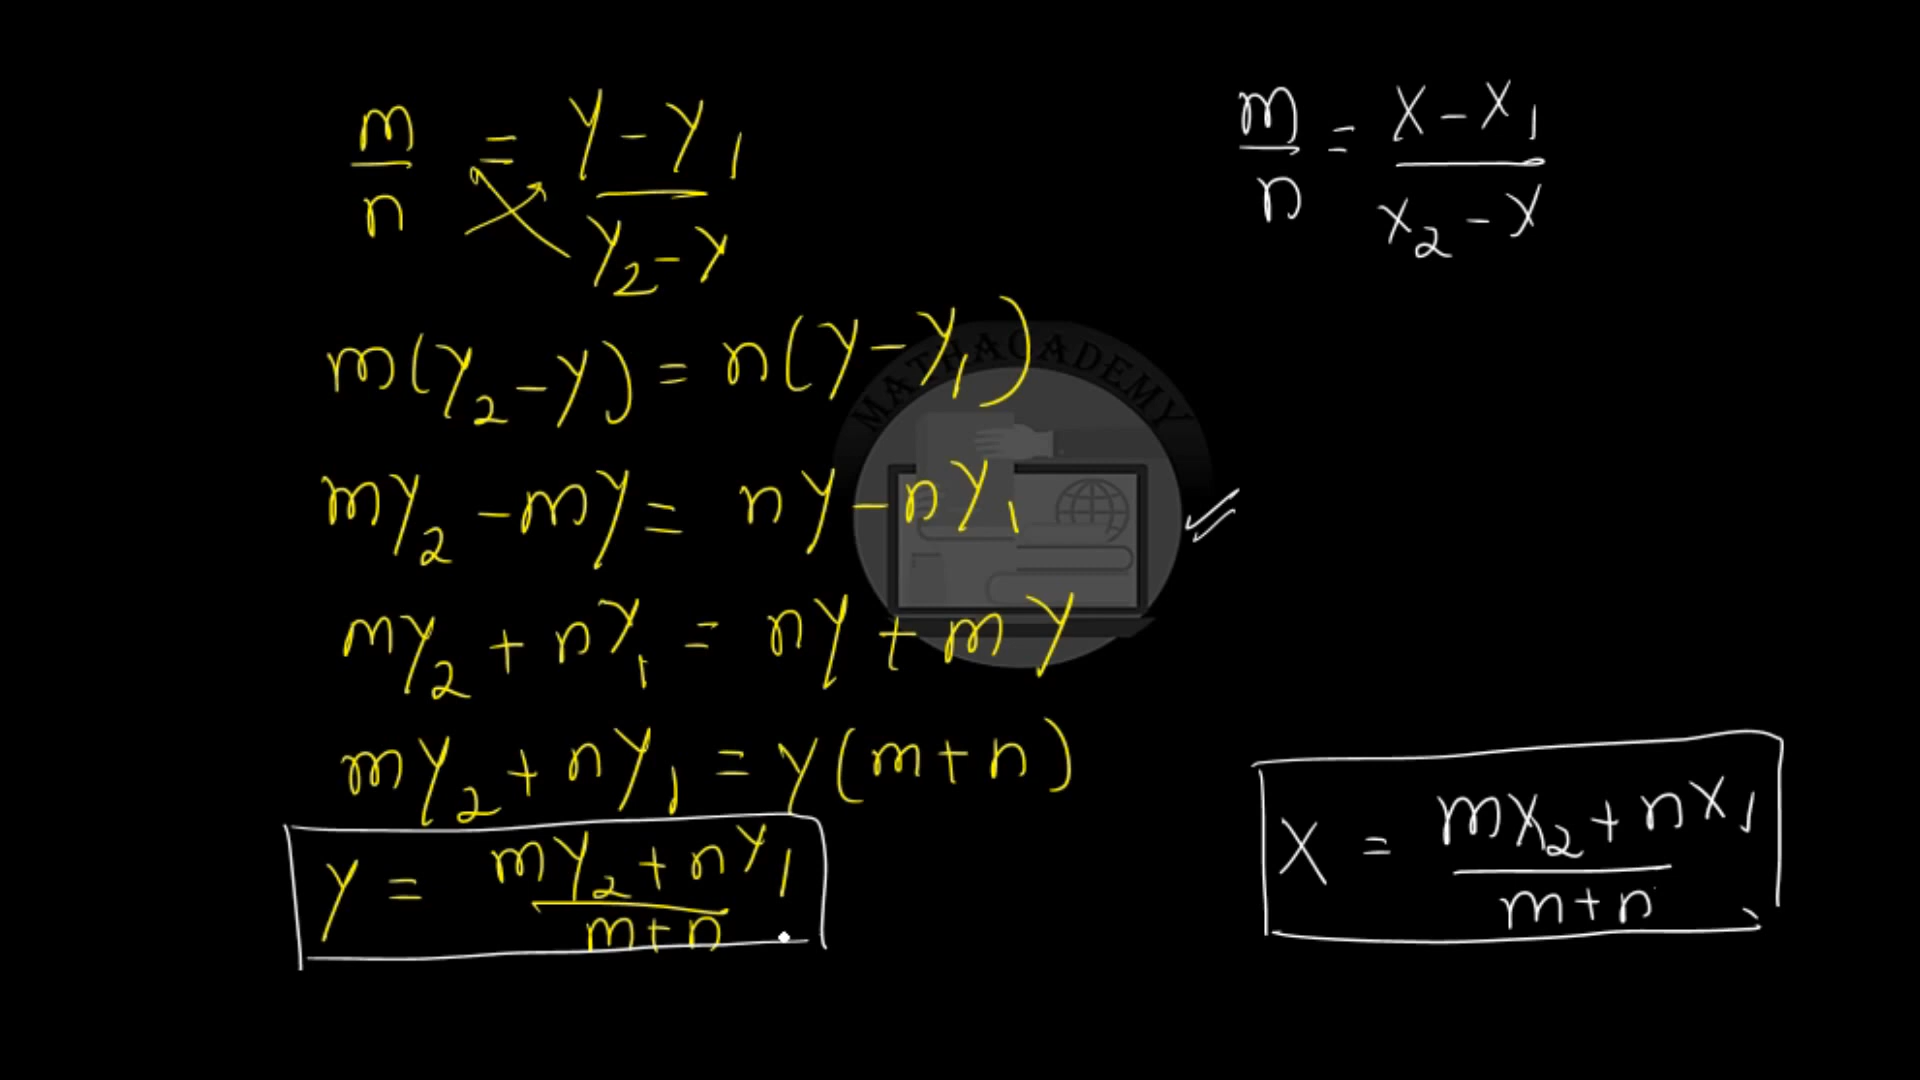 m/n = y - y₁ / y₂ - y
m(y₂ - y) = n(y - y₁)
my₂ - my = ny - ny₁
my₂ + ny₁ = ny + my
my₂ + ny₁ = y(m+n)
y = my₂ + ny₁ / m+n
m/n = x - x₁ / x₂ - x
x = mx₂ + nx₁ / m+n
MATHACADEMY